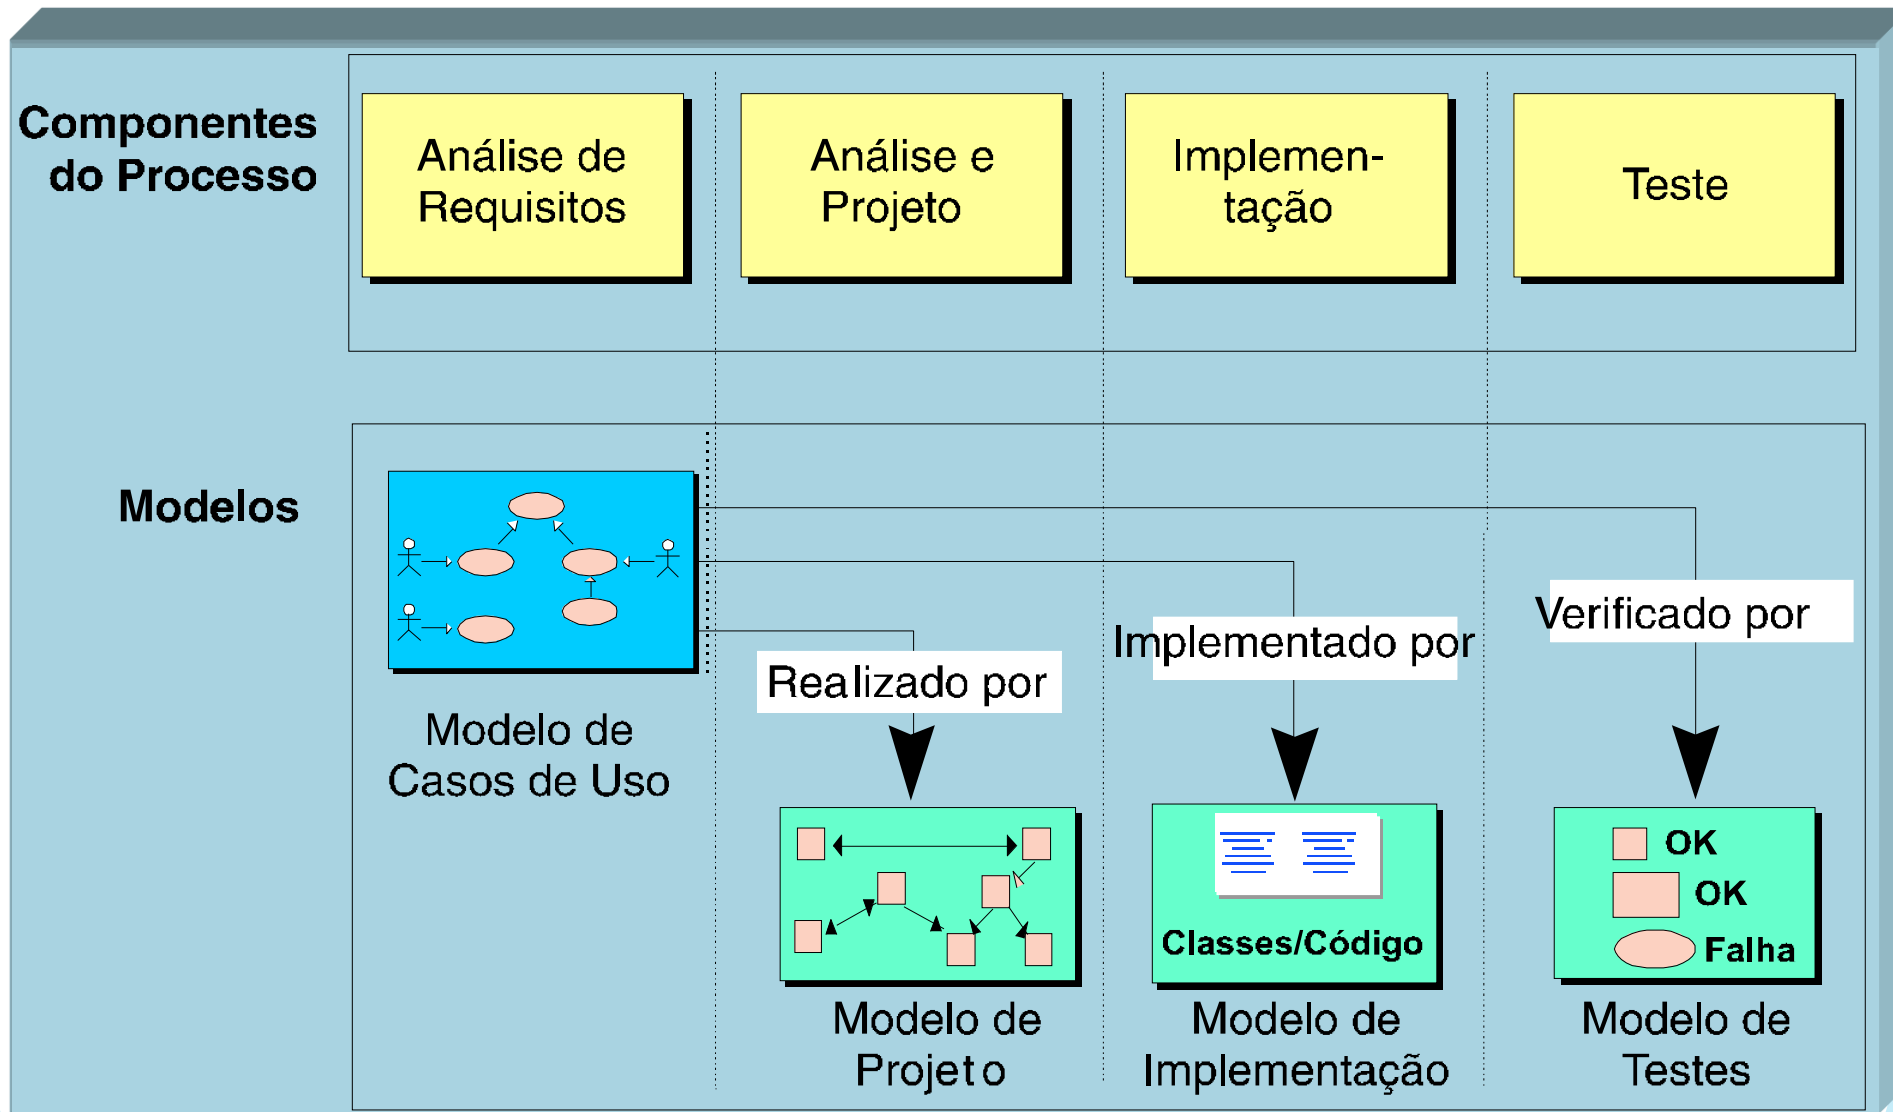 Componentes
do Processo
Análise de
Requisitos
Análise e
Projeto
Implemen-
tação
Teste
Modelos
Modelo de
Casos de Uso
Realizado por
Implementado por
Verificado por
Classes/Código
OK
OK
Falha
Modelo de
Projeto
Modelo de
Implementação
Modelo de
Testes